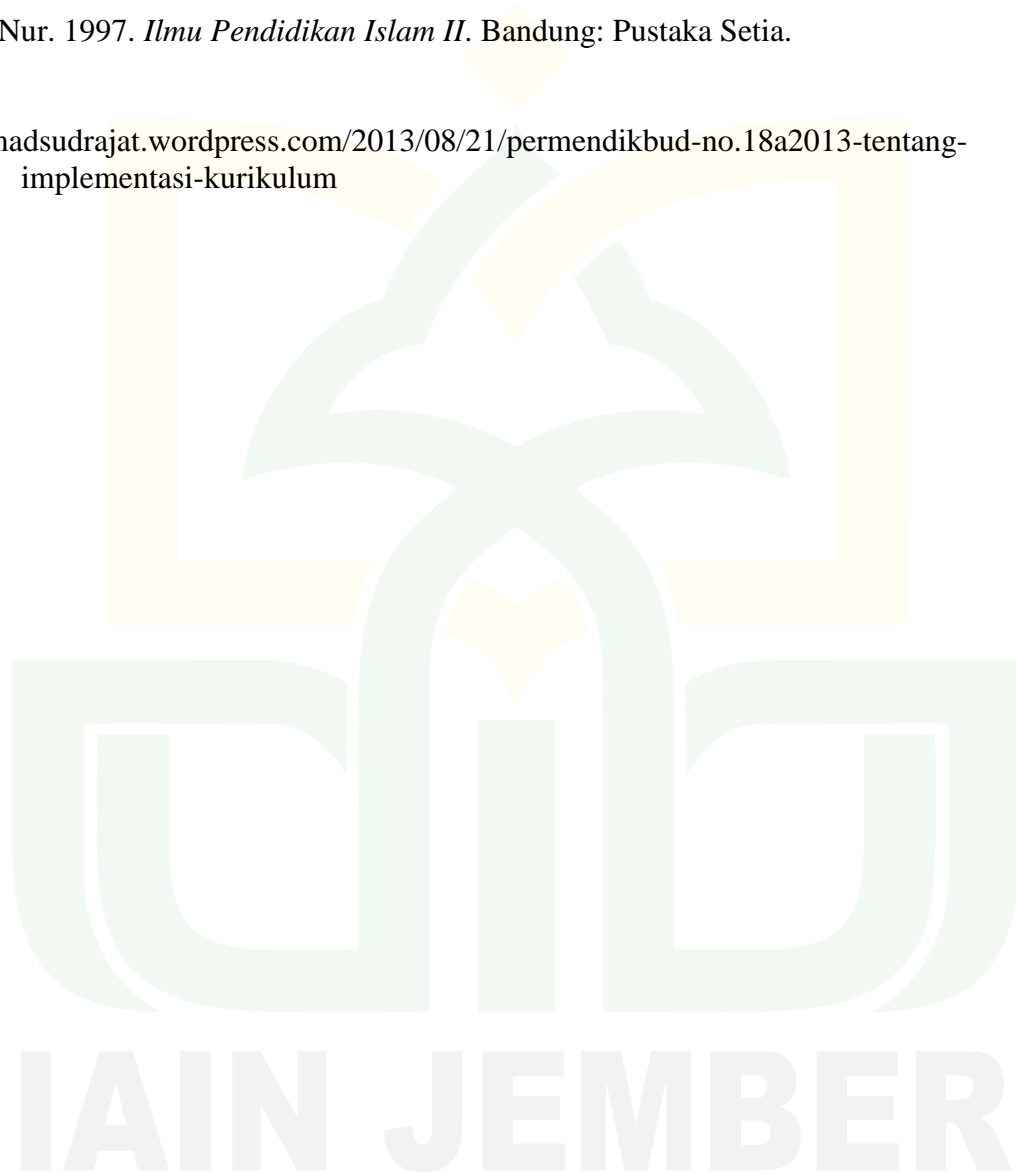 Nur. 1997. Ilmu Pendidikan Islam II. Bandung: Pustaka Setia.
hadsudrajat.wordpress.com/2013/08/21/permendikbud-no.18a2013-tentang-
implementasi-kurikulum
IAIN JEMBER